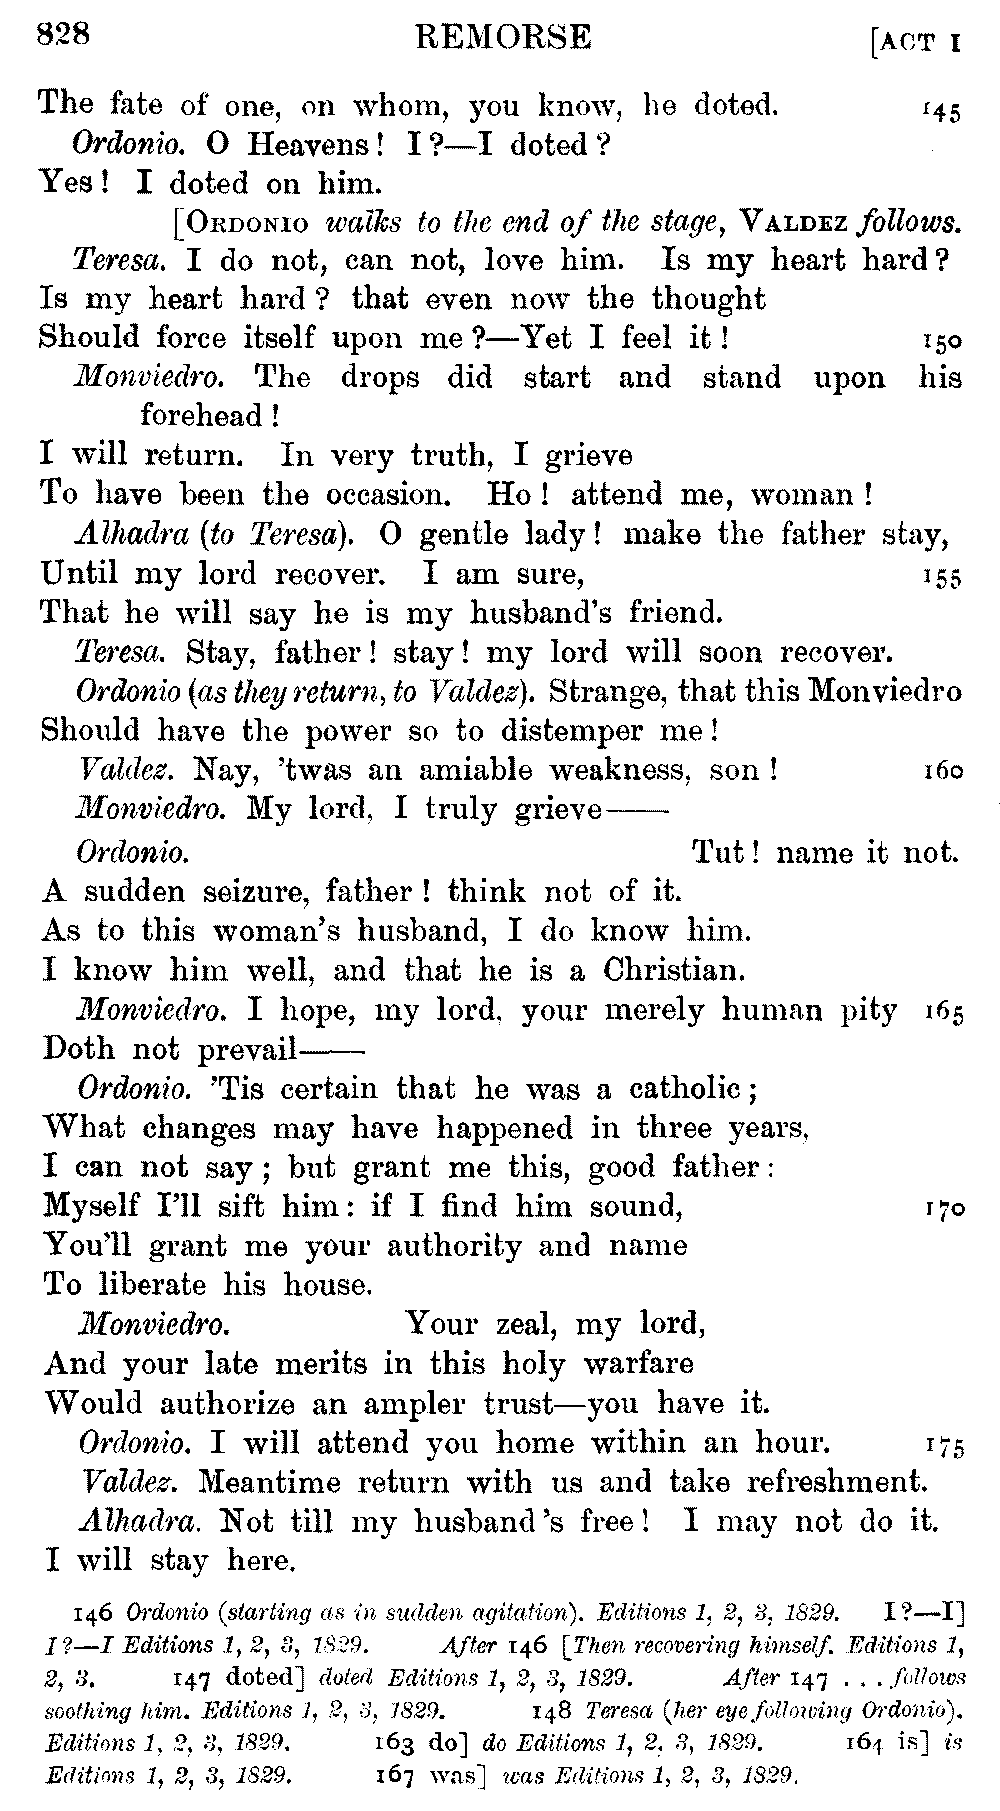 828 REMORSE [ACT I
The fate of one, on whom, you know, he doted. 145
Ordonio. O Heavens! I?—I doted?
Yes! I doted on him.
[ORDONIO walks to the end of the stage, VALDEZ follows.
Teresa. I do not, can not, love him. Is my heart hard?
Is my heart hard? that even now the thought
Should force itself upon me?—Yet I feel it! 150
Monviedro. The drops did start and stand upon his
forehead!
I will return. In very truth, I grieve
To have been the occasion. Ho! attend me, woman!
Alhadra (to Teresa). O gentle lady! make the father stay,
Until my lord recover. I am sure, 155
That he will say he is my husband's friend.
Teresa. Stay, father! stay! my lord will soon recover.
Ordonio (as they return, to Valdez). Strange, that this Monviedro
Should have the power so to distemper me!
Valdez. Nay, 'twas an amiable weakness, son! 160
Monviedro. My lord, I truly grieve——
Ordonio. Tut! name it not.
A sudden seizure, father! think not of it.
As to this woman's husband, I do know him.
I know him well, and that he is a Christian.
Monviedro. I hope, my lord, your merely human pity 165
Doth not prevail——
Ordonio. 'Tis certain that he was a catholic;
What changes may have happened in three years,
I can not say; but grant me this, good father:
Myself I'll sift him: if I find him sound, 170
You'll grant me your authority and name
To liberate his house.
Monviedro. Your zeal, my lord,
And your late merits in this holy warfare
Would authorize an ampler trust—you have it.
Ordonio. I will attend you home within an hour. 175
Valdez. Meantime return with us and take refreshment.
Alhadra. Not till my husband's free! I may not do it.
I will stay here.
146 Ordonio (starting as in sudden agitation). Editions 1, 2, 3, 1829. I?—I]
I?—I Editions 1, 2, 3, 1829. After 146 [Then recovering himself. Editions 1,
2, 3. 147 doted] doted Editions 1, 2, 3, 1829. After 147 . . . follows
soothing him. Editions 1, 2, 3, 1829. 148 Teresa (her eye following Ordonio).
Editions 1, 2, 3, 1829. 163 do] do Editions 1, 2, 3, 1829. 164 is] is
Editions 1, 2, 3, 1829. 167 was] was Editions 1, 2, 3, 1829.